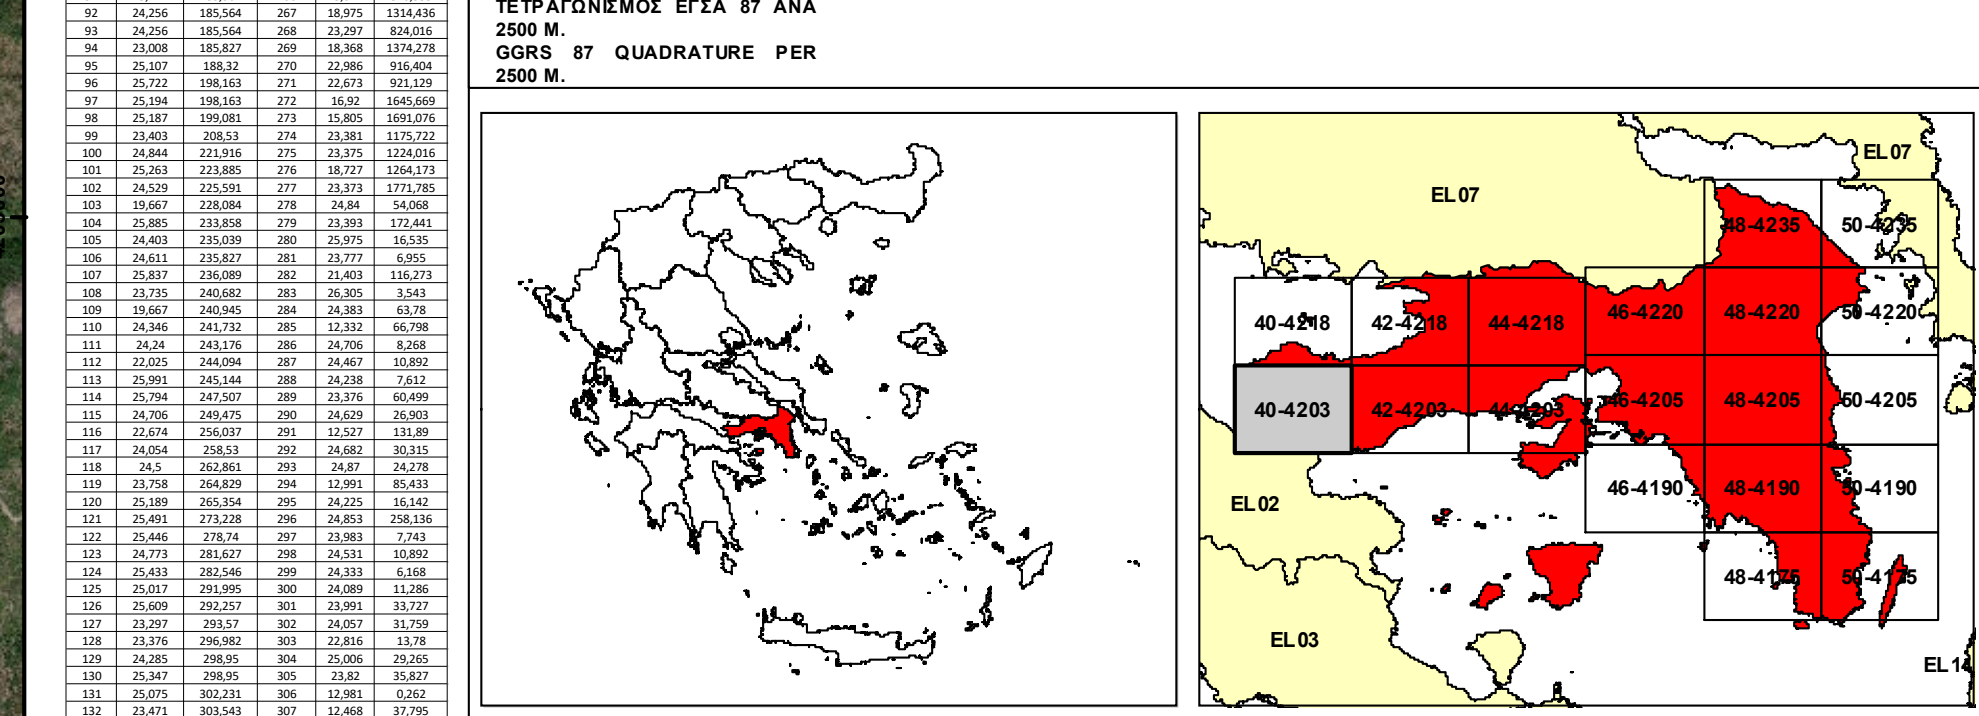 92 24,256 185,564 267 18,975 1314,436
93 24,256 185,564 268 23,297 824,016
94 23,008 185,827 269 18,368 1374,278
95 25,107 188,32 270 22,986 916,404
96 25,722 198,163 271 22,673 921,129
97 25,194 198,163 272 16,92 1645,669
98 25,187 199,081 273 15,805 1691,076
99 23,403 208,53 274 23,381 1175,722
100 24,844 221,916 275 23,375 1224,016
101 25,263 223,885 276 18,727 1264,173
102 24,529 225,591 277 23,373 1771,785
103 19,667 228,084 278 24,84 54,068
104 25,885 233,858 279 23,393 172,441
105 24,403 235,039 280 25,975 16,535
106 24,611 235,827 281 23,777 6,955
107 25,837 236,089 282 21,403 116,273
108 23,735 240,682 283 26,305 3,543
109 19,667 240,945 284 24,383 63,78
110 24,346 241,732 285 12,332 66,798
111 24,24 243,176 286 24,706 8,268
112 22,025 244,094 287 24,467 10,892
113 25,991 245,144 288 24,238 7,612
114 25,794 247,507 289 23,376 60,499
115 24,706 249,475 290 24,629 26,903
116 22,674 256,037 291 12,527 131,89
117 24,054 258,53 292 24,682 30,315
118 24,5 262,861 293 24,87 24,278
119 23,758 264,829 294 12,991 85,433
120 25,189 265,354 295 24,225 16,142
121 25,491 273,228 296 24,853 258,136
122 25,446 278,74 297 23,983 7,743
123 24,773 281,627 298 24,531 10,892
124 25,433 282,546 299 24,333 6,168
125 25,017 291,995 300 24,089 11,286
126 25,609 292,257 301 23,991 33,727
127 23,297 293,57 302 24,057 31,759
128 23,376 296,982 303 22,816 13,78
129 24,285 298,95 304 25,006 29,265
130 25,347 298,95 305 23,82 35,827
131 25,075 302,231 306 12,981 0,262
132 23,471 303,543 307 12,468 37,795
ΤΕΤΡΑΓΩΝΙΣΜΟΣ ΕΓΣΑ 87 ΑΝΑ
2500 Μ.
GGRS 87 QUADRATURE PER
2500 M.
EL07
EL07
48-4235 50-4235
40-4218 42-4218 44-4218 46-4220 48-4220 50-4220
40-4203 42-4203 44-4203 46-4205 48-4205 50-4205
46-4190 48-4190 50-4190
EL02
48-4175 50-4175
EL03
EL14